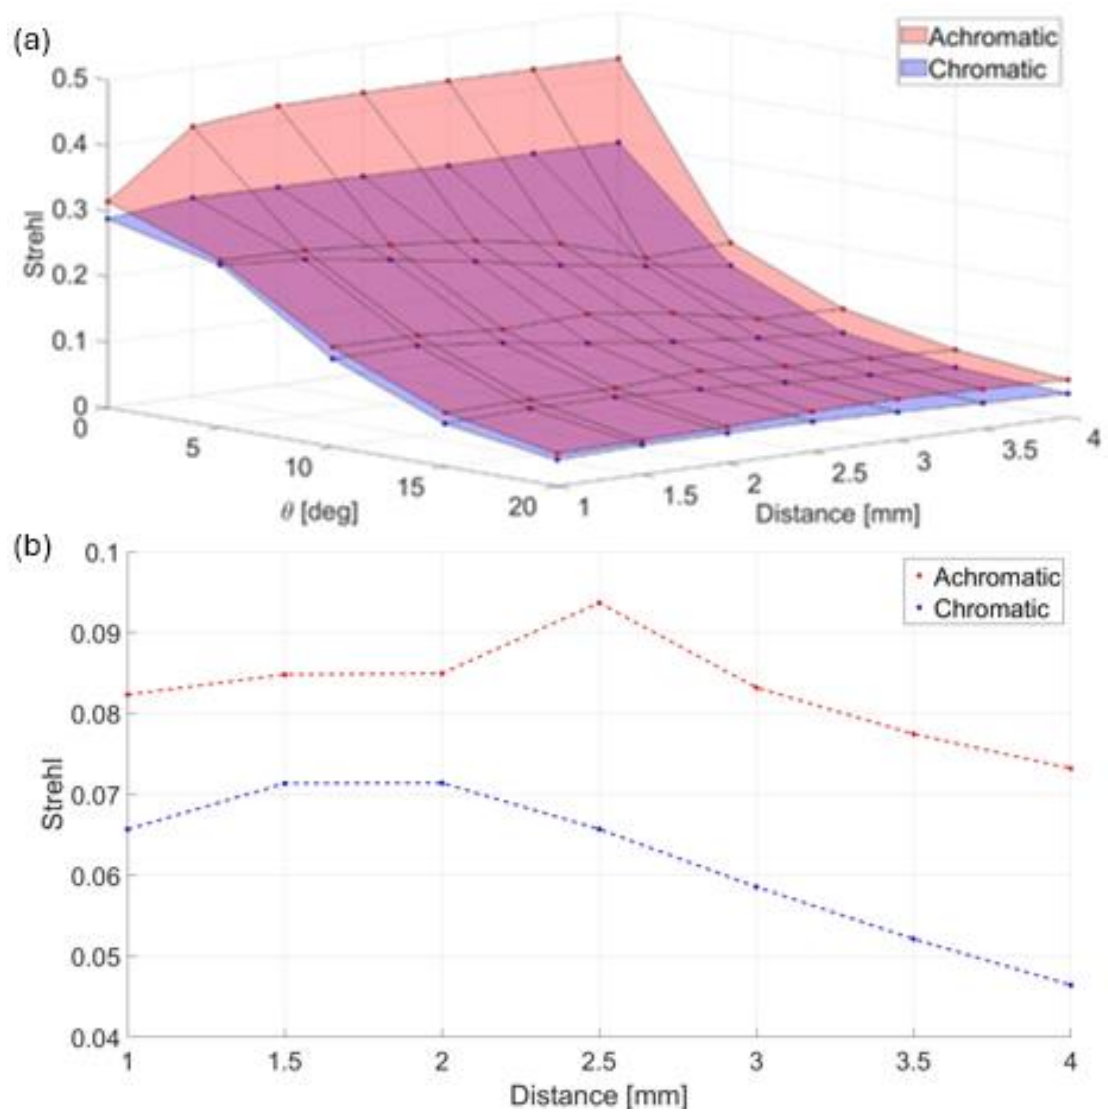 (a)
Achromatic
Chromatic
0.5
0.4
0.3
0.2
0.1
0
Strehl
0
5
10
15
20
θ [deg]
1
1.5
2
2.5
3
3.5
4
Distance [mm]
(b)
Achromatic
Chromatic
0.1
0.09
0.08
0.07
0.06
0.05
0.04
Strehl
1
1.5
2
2.5
3
3.5
4
Distance [mm]